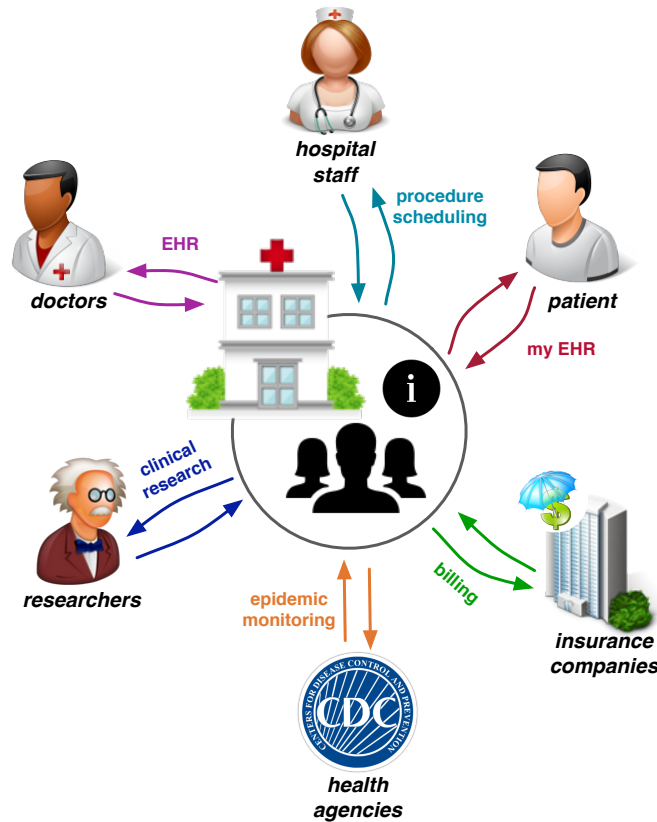 hospital
staff
procedure
scheduling
EHR
doctors
patient
my EHR
i
clinical
research
researchers
billing
insurance
companies
epidemic
monitoring
CENTERS FOR DISEASE CONTROL AND PREVENTION
CDC
health
agencies